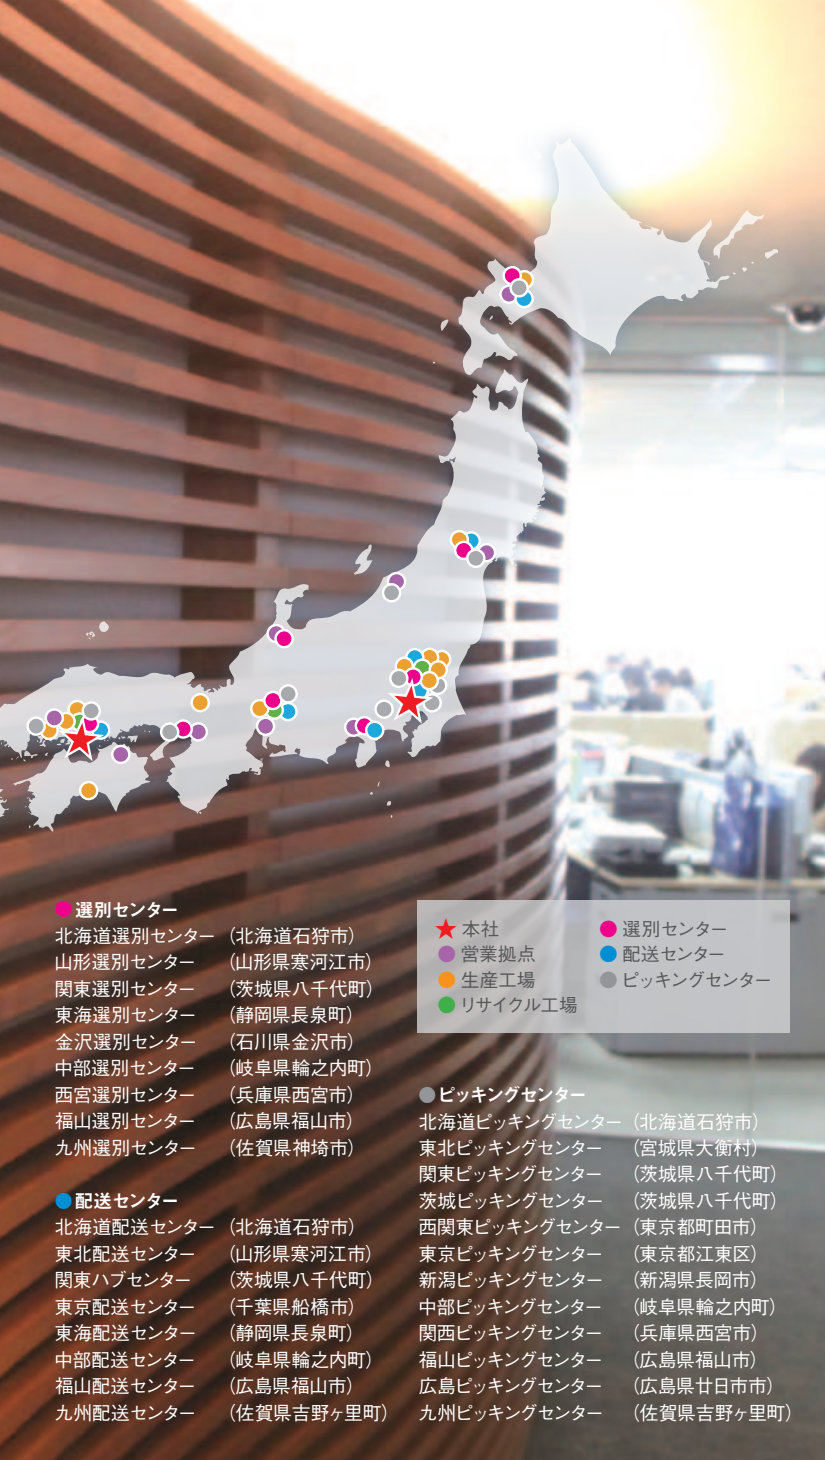 選別センター
北海道選別センター （北海道石狩市）
山形選別センター （山形県寒河江市）
関東選別センター （茨城県八千代町）
東海選別センター （静岡県長泉町）
金沢選別センター （石川県金沢市）
中部選別センター （岐阜県輪之内町）
西宮選別センター （兵庫県西宮市）
福山選別センター （広島県福山市）
九州選別センター （佐賀県神埼市）
配送センター
北海道配送センター （北海道石狩市）
東北配送センター （山形県寒河江市）
関東ハブセンター （茨城県八千代町）
東京配送センター （千葉県船橋市）
東海配送センター （静岡県長泉町）
中部配送センター （岐阜県輪之内町）
福山配送センター （広島県福山市）
九州配送センター （佐賀県吉野ヶ里町）
本社
営業拠点
生産工場
リサイクル工場
選別センター
配送センター
ピッキングセンター
ピッキングセンター
北海道ピッキングセンター （北海道石狩市）
東北ピッキングセンター （宮城県大衡村）
関東ピッキングセンター （茨城県八千代町）
茨城ピッキングセンター （茨城県八千代町）
西関東ピッキングセンター （東京都町田市）
東京ピッキングセンター （東京都江東区）
新潟ピッキングセンター （新潟県長岡市）
中部ピッキングセンター （岐阜県輪之内町）
関西ピッキングセンター （兵庫県西宮市）
福山ピッキングセンター （広島県福山市）
広島ピッキングセンター （広島県廿日市市）
九州ピッキングセンター （佐賀県吉野ヶ里町）